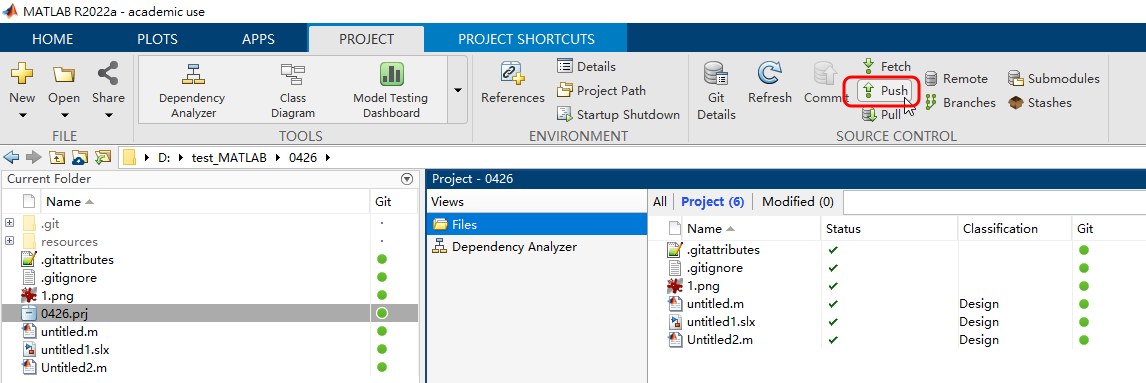 MATLAB R2022a - academic use
HOME PLOTS APPS PROJECT PROJECT SHORTCUTS
New Open Share
FILE
Dependency Analyzer
Class Diagram
Model Testing Dashboard
TOOLS
References
Details
Project Path
Startup Shutdown
ENVIRONMENT
Git Details
Refresh
Commit
Fetch
Push
Pull
Remote
Branches
Submodules
Stashes
SOURCE CONTROL
D: test_MATLAB 0426
Current Folder
Name Git
.git
resources
.gitattributes
.gitignore
1.png
0426.prj
untitled.m
untitled1.slx
Untitled2.m
Project - 0426
Views
Files
Dependency Analyzer
All Project (6) Modified (0)
Name Status Classification Git
.gitattributes
.gitignore
1.png
untitled.m Design
untitled1.slx Design
Untitled2.m Design